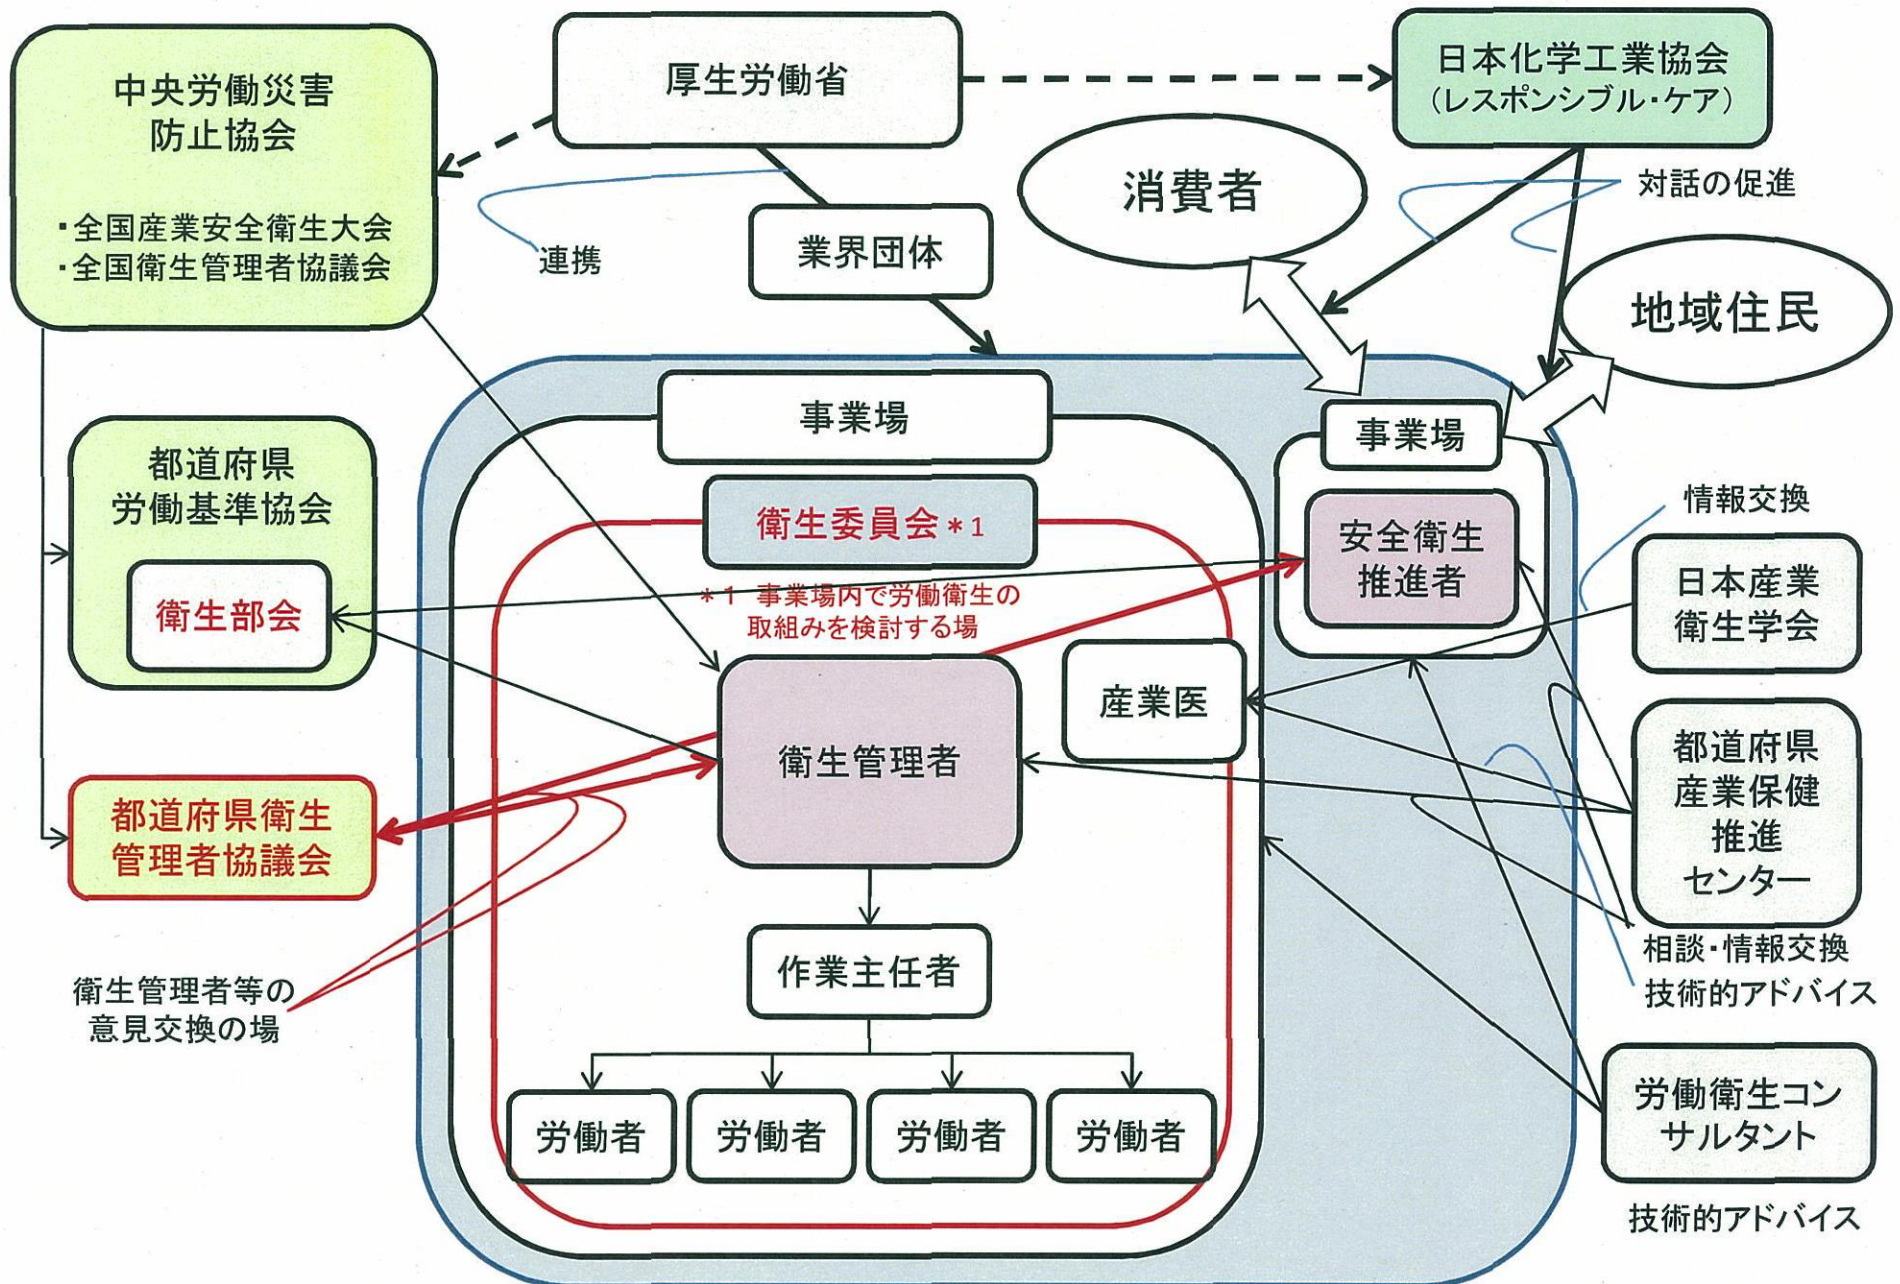 中央労働災害
防止協会
・全国産業安全衛生大会
・全国衛生管理者協議会
厚生労働省
日本化学工業協会
（レスポンシブル・ケア）
消費者
対話の促進
連携
業界団体
地域住民
事業場
事業場
都道府県
労働基準協会
衛生部会
衛生委員会＊1
＊1　事業場内で労働衛生の
取組みを検討する場
安全衛生
推進者
情報交換
日本産業
衛生学会
産業医
衛生管理者
都道府県
産業保健
推進
センター
都道府県衛生
管理者協議会
相談・情報交換
技術的アドバイス
作業主任者
衛生管理者等の
意見交換の場
労働者
労働者
労働者
労働者
労働衛生コン
サルタント
技術的アドバイス